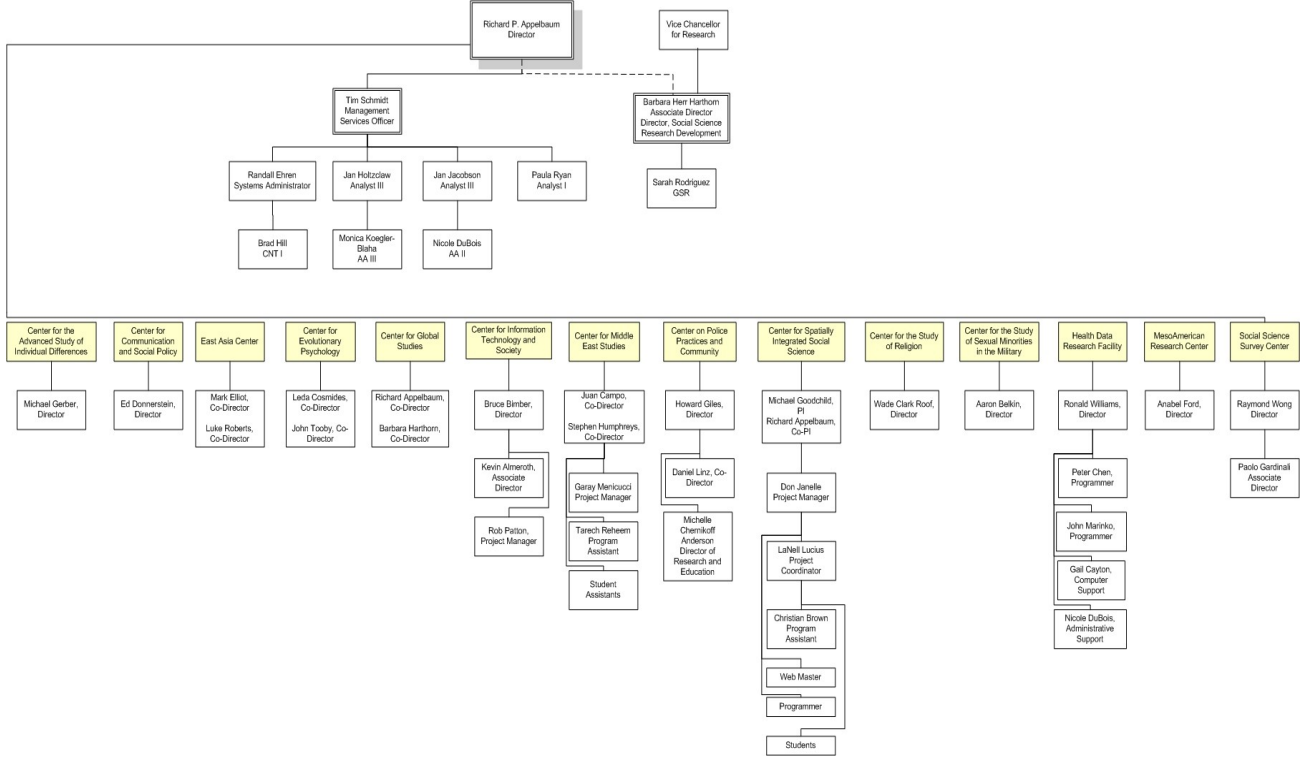 Richard P. Appelbaum
Director
Vice Chancellor
for Research
Tim Schmidt
Management
Services Officer
Barbara Herr Harthorn
Associate Director
Director, Social Science
Research Development
Randall Ehren
Systems Administrator
Jan Holtzclaw
Analyst III
Jan Jacobson
Analyst III
Paula Ryan
Analyst I
Sarah Rodriguez
GSR
Brad Hill
CNT I
Monica Koegler-
Blaha
AA III
Nicole DuBois
AA II
Center for the
Advanced Study of
Individual Differences
Center for
Communication
and Social Policy
East Asia Center
Center for
Evolutionary
Psychology
Center for Global
Studies
Center for Information
Technology and
Society
Center for Middle
East Studies
Center on Police
Practices and
Community
Center for Spatially
Integrated Social
Science
Center for the Study
of Religion
Center for the Study
of Sexual Minorities
in the Military
Health Data
Research Facility
MesoAmerican
Research Center
Social Science
Survey Center
Michael Gerber,
Director
Ed Donnerstein,
Director
Mark Elliot,
Co-Director
Luke Roberts,
Co-Director
Leda Cosmides,
Co-Director
John Tooby, Co-
Director
Richard Appelbaum,
Co-Director
Barbara Harthorn,
Co-Director
Bruce Bimber,
Director
Juan Campo,
Co-Director
Stephen Humphreys,
Co-Director
Howard Giles,
Director
Michael Goodchild,
PI
Richard Appelbaum,
Co-PI
Wade Clark Roof,
Director
Aaron Belkin,
Director
Ronald Williams,
Director
Anabel Ford,
Director
Raymond Wong
Director
Kevin Almeroth,
Associate
Director
Rob Patton,
Project Manager
Garay Menicucci
Project Manager
Tarech Reheem
Program
Assistant
Student
Assistants
Daniel Linz, Co-
Director
Michelle
Chernikoff
Anderson
Director of
Research and
Education
Don Janelle
Project Manager
LaNell Lucius
Project
Coordinator
Christian Brown
Program
Assistant
Web Master
Programmer
Students
Peter Chen,
Programmer
John Marinko,
Programmer
Gail Cayton,
Computer
Support
Nicole DuBois,
Administrative
Support
Paolo Gardinali
Associate
Director